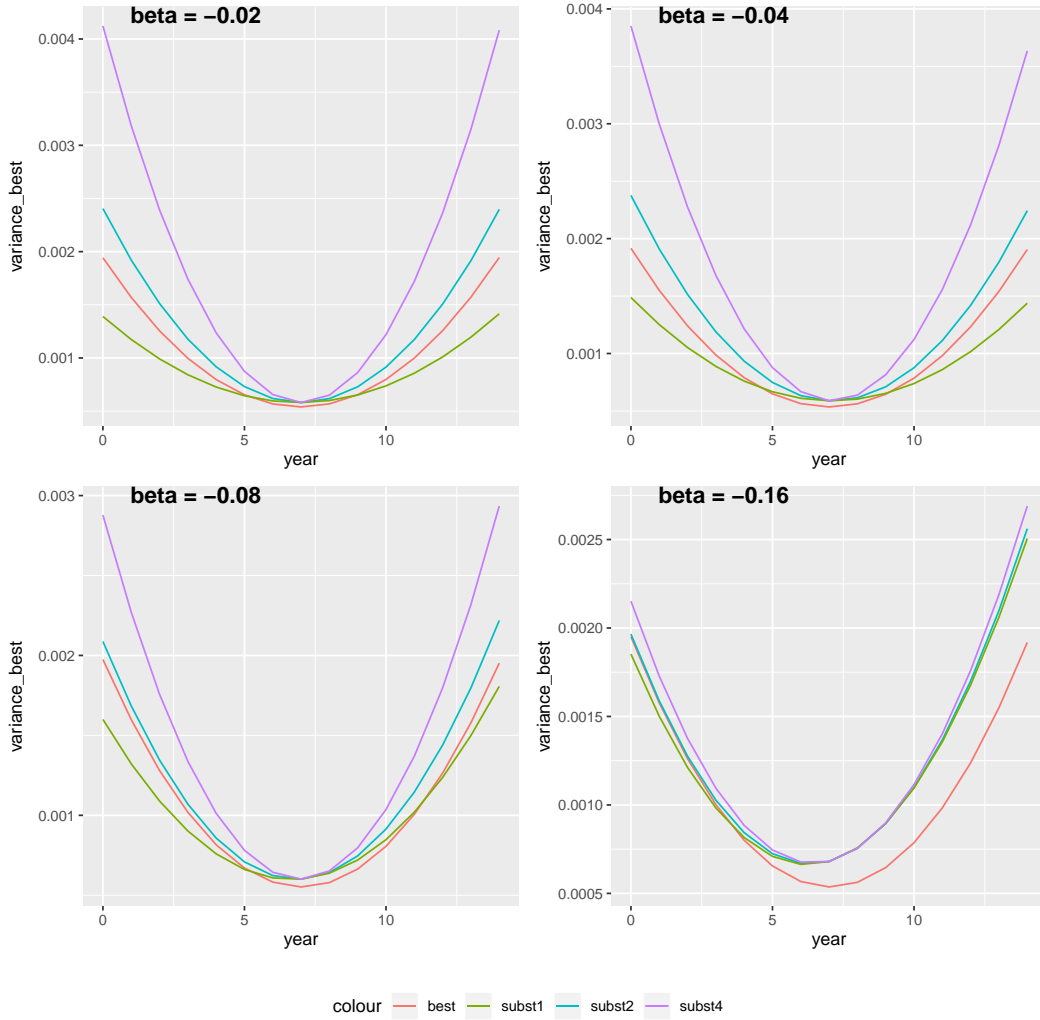 beta = −0.02
0.004
0.003
0.002
0.001
variance_best
0 5 10
year
beta = −0.04
0.004
0.003
0.002
0.001
variance_best
0 5 10
year
beta = −0.08
0.003
0.002
0.001
variance_best
0 5 10
year
beta = −0.16
0.0025
0.0020
0.0015
0.0010
0.0005
variance_best
0 5 10
year
colour best subst1 subst2 subst4